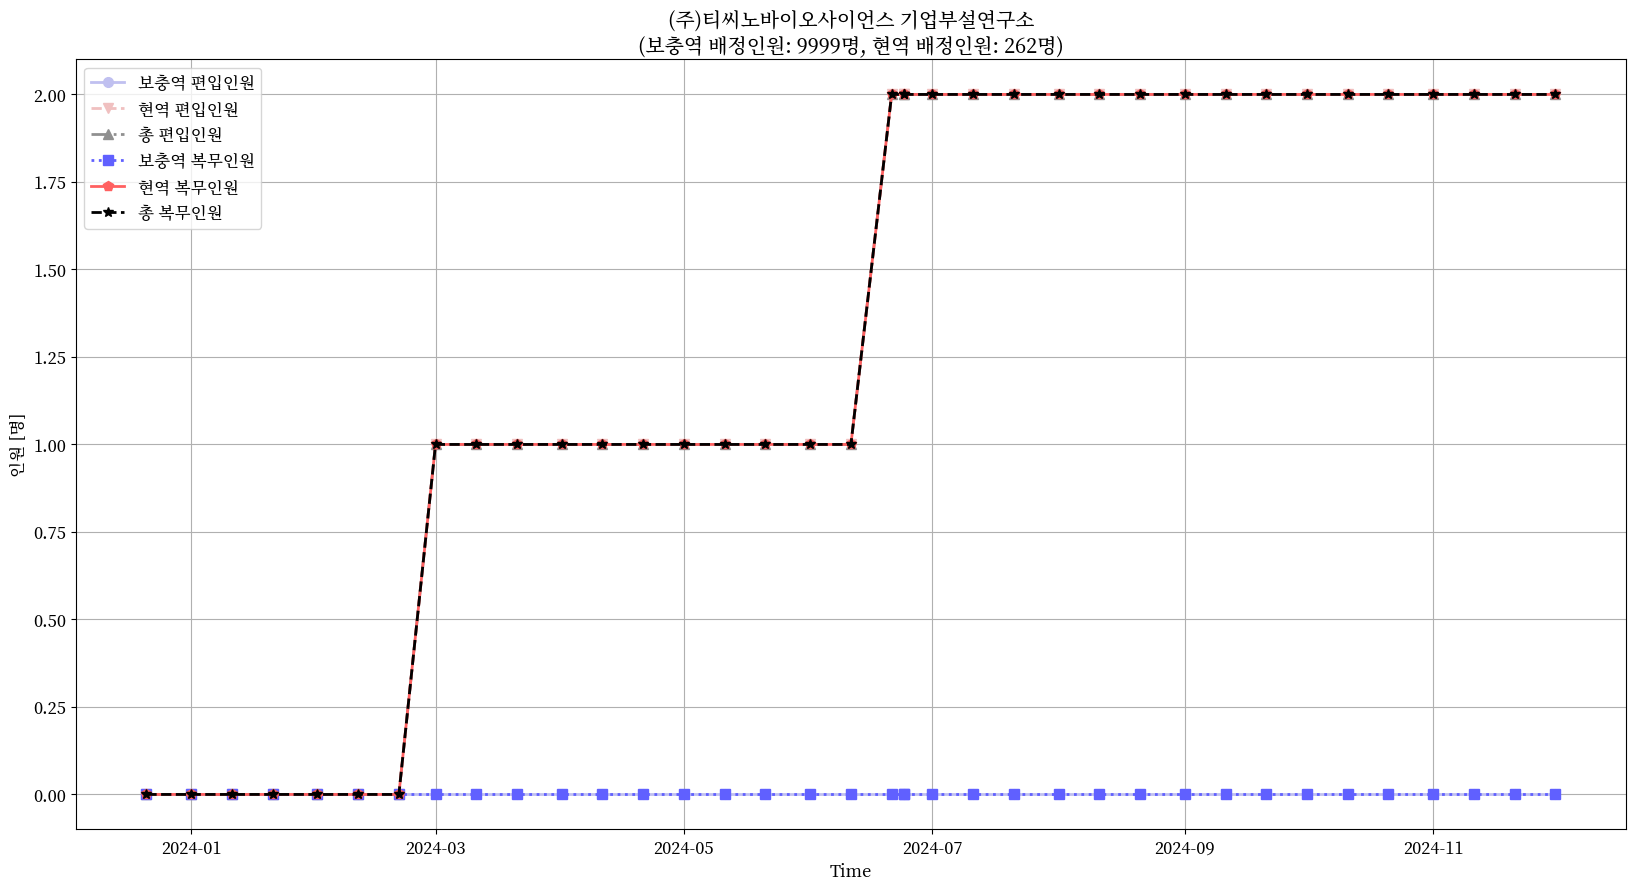 (주)티씨노바이오사이언스 기업부설연구소
(보충역 배정인원: 9999명, 현역 배정인원: 262명)
보충역 편입인원
현역 편입인원
총 편입인원
보충역 복무인원
현역 복무인원
총 복무인원
인원 [명]
2.00
1.75
1.50
1.25
1.00
0.75
0.50
0.25
0.00
2024-01
2024-03
2024-05
2024-07
2024-09
2024-11
Time